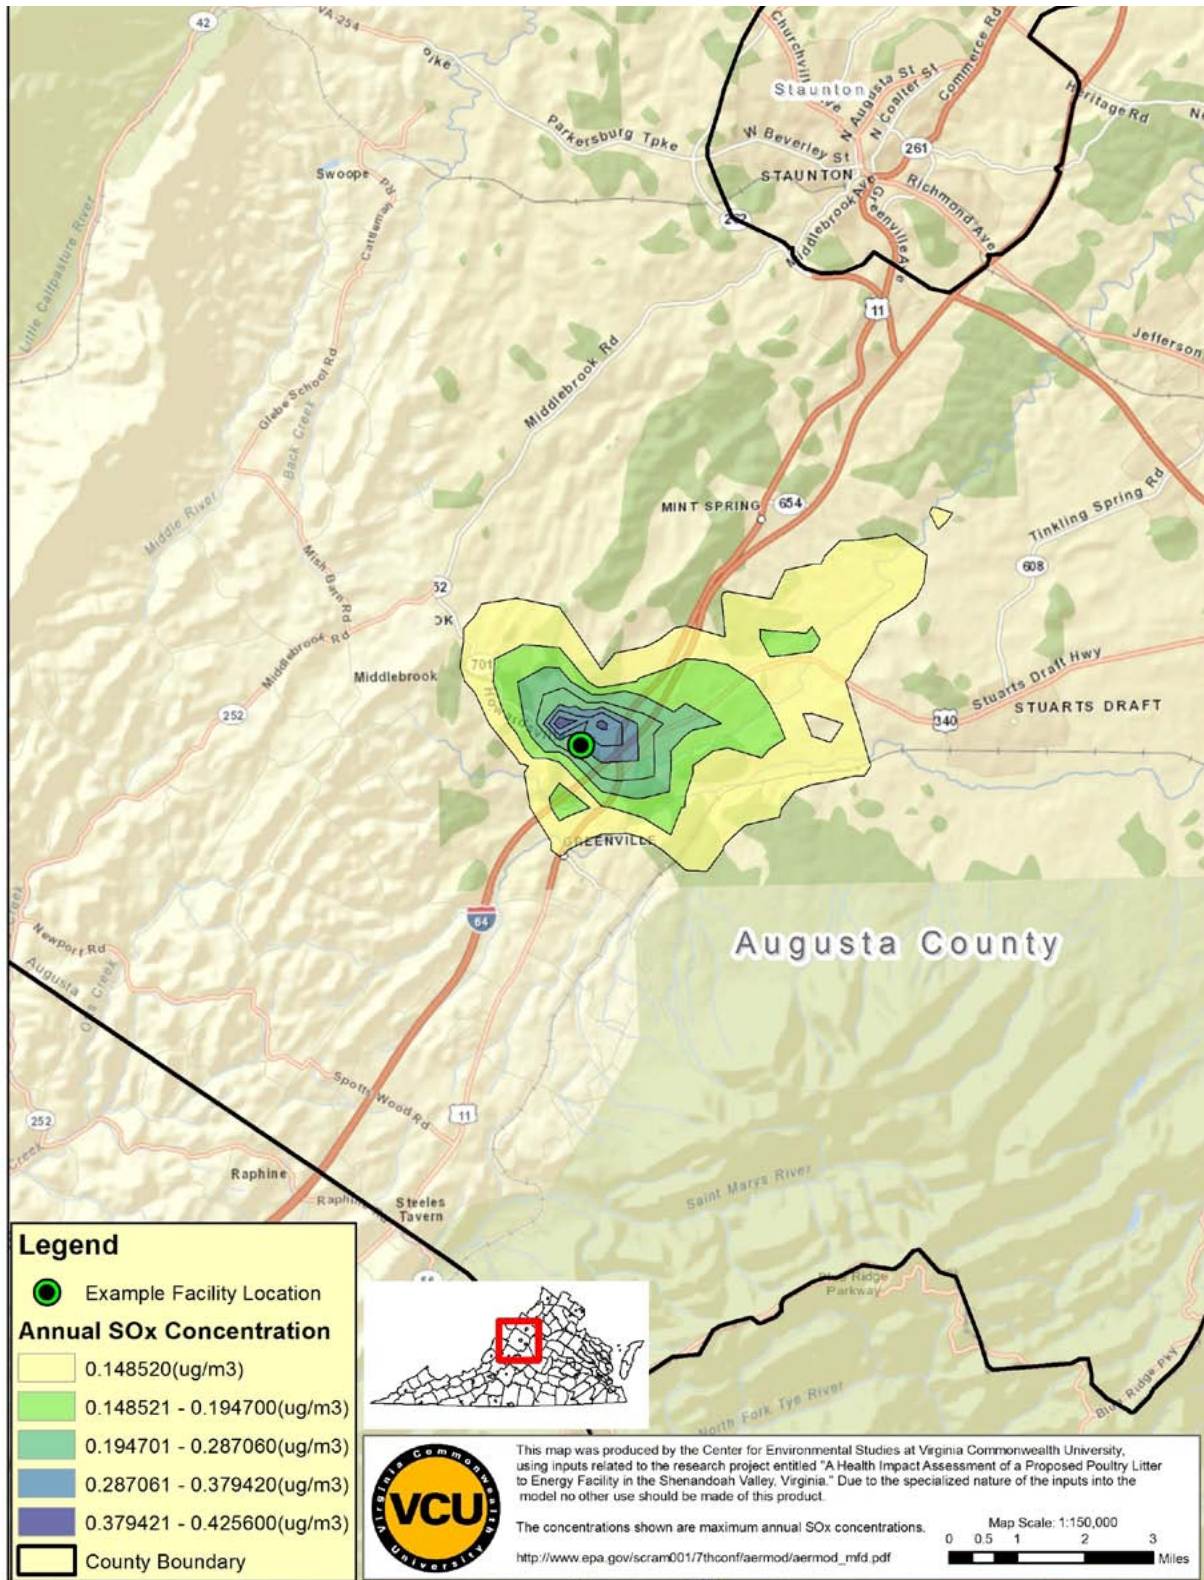 42
VA-254
Churchville Ave
Commerce Rd
Staunton
N Augusta St
N Coalter St
Heritage Rd
Parkersburg Tpke
W Beverley St
261
Swoope
STAUNTON
Richmond Ave
Cattleman Rd
Middlebrook Ave
Greenville Ave
Little Calfpasture River
11
Jefferson
Middlebrook Rd
Glebe School Rd
Back Creek
MINT SPRING
654
Tinkling Spring Rd
Middle River
608
Mish Barn Rd
52
OK
Middlebrook Rd
701
Middlebrook
Stuarts Draft Hwy
252
340
STUARTS DRAFT
GREENVILLE
64
Augusta County
Newport Rd
Augusta
Creek
Spotts Wood Rd
252
11
Creek
Raphine
Saint Marys River
Steeles
Tavern
Blue Ridge
Parkway
Blue Ridge Pky
North Fork Tye River
Legend
Example Facility Location
Annual SOx Concentration
0.148520(ug/m3)
0.148521 - 0.194700(ug/m3)
0.194701 - 0.287060(ug/m3)
0.287061 - 0.379420(ug/m3)
0.379421 - 0.425600(ug/m3)
County Boundary
Virginia Commonwealth
VCU
University
This map was produced by the Center for Environmental Studies at Virginia Commonwealth University,
using inputs related to the research project entitled "A Health Impact Assessment of a Proposed Poultry Litter
to Energy Facility in the Shenandoah Valley, Virginia." Due to the specialized nature of the inputs into the
model no other use should be made of this product.
The concentrations shown are maximum annual SOx concentrations.
http://www.epa.gov/scram001/7thconf/aermod/aermod_mfd.pdf
Map Scale: 1:150,000
0 0.5 1 2 3
Miles